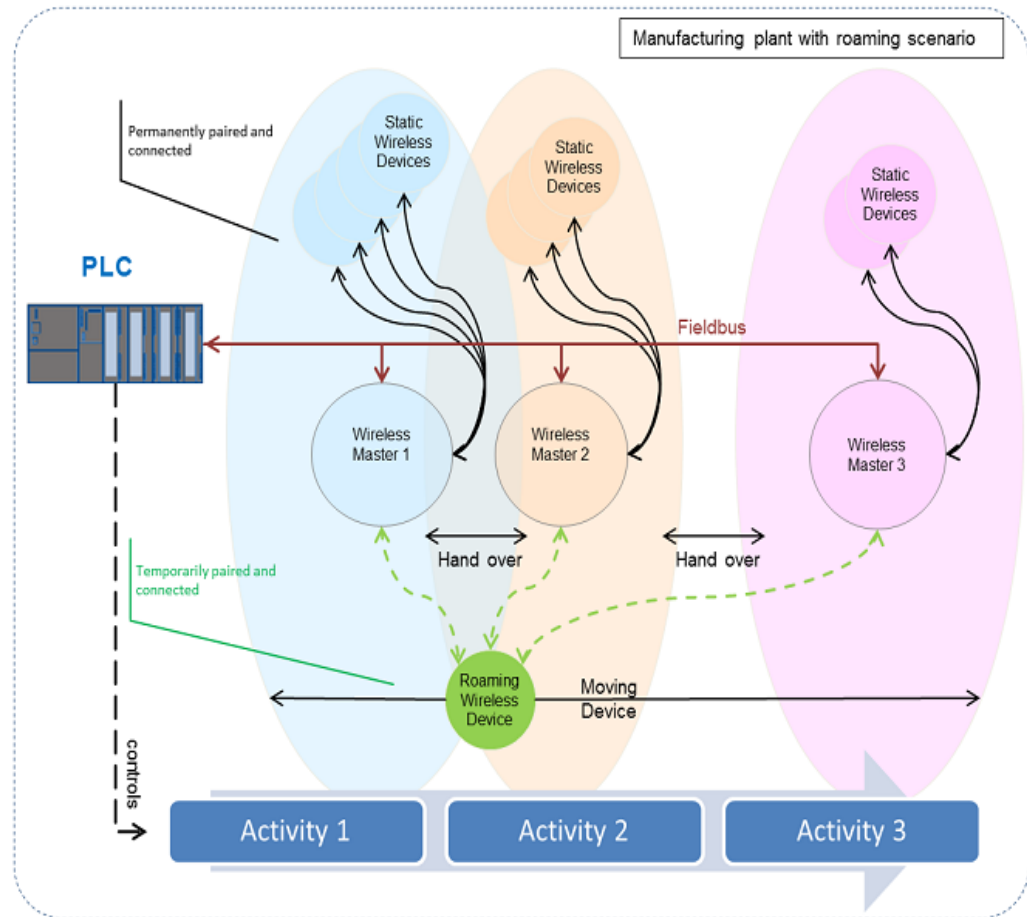 Manufacturing plant with roaming scenario
Permanently paired and
connected
Static
Wireless
Devices
Static
Wireless
Devices
Static
Wireless
Devices
PLC
Fieldbus
Wireless
Master 1
Wireless
Master 2
Wireless
Master 3
Hand over
Hand over
Temporarily paired and
connected
Roaming
Wireless
Device
Moving
Device
controls
Activity 1
Activity 2
Activity 3